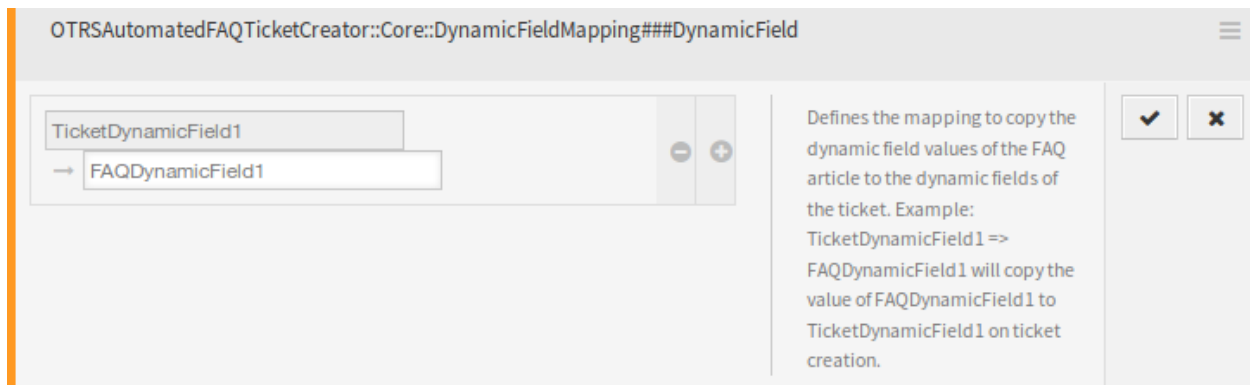 OTRSAutomatedFAQTicketCreator::Core::DynamicFieldMapping###DynamicField
TicketDynamicField1
→ FAQDynamicField1
Defines the mapping to copy the
dynamic field values of the FAQ
article to the dynamic fields of
the ticket. Example:
TicketDynamicField1 =>
FAQDynamicField1 will copy the
value of FAQDynamicField1 to
TicketDynamicField1 on ticket
creation.